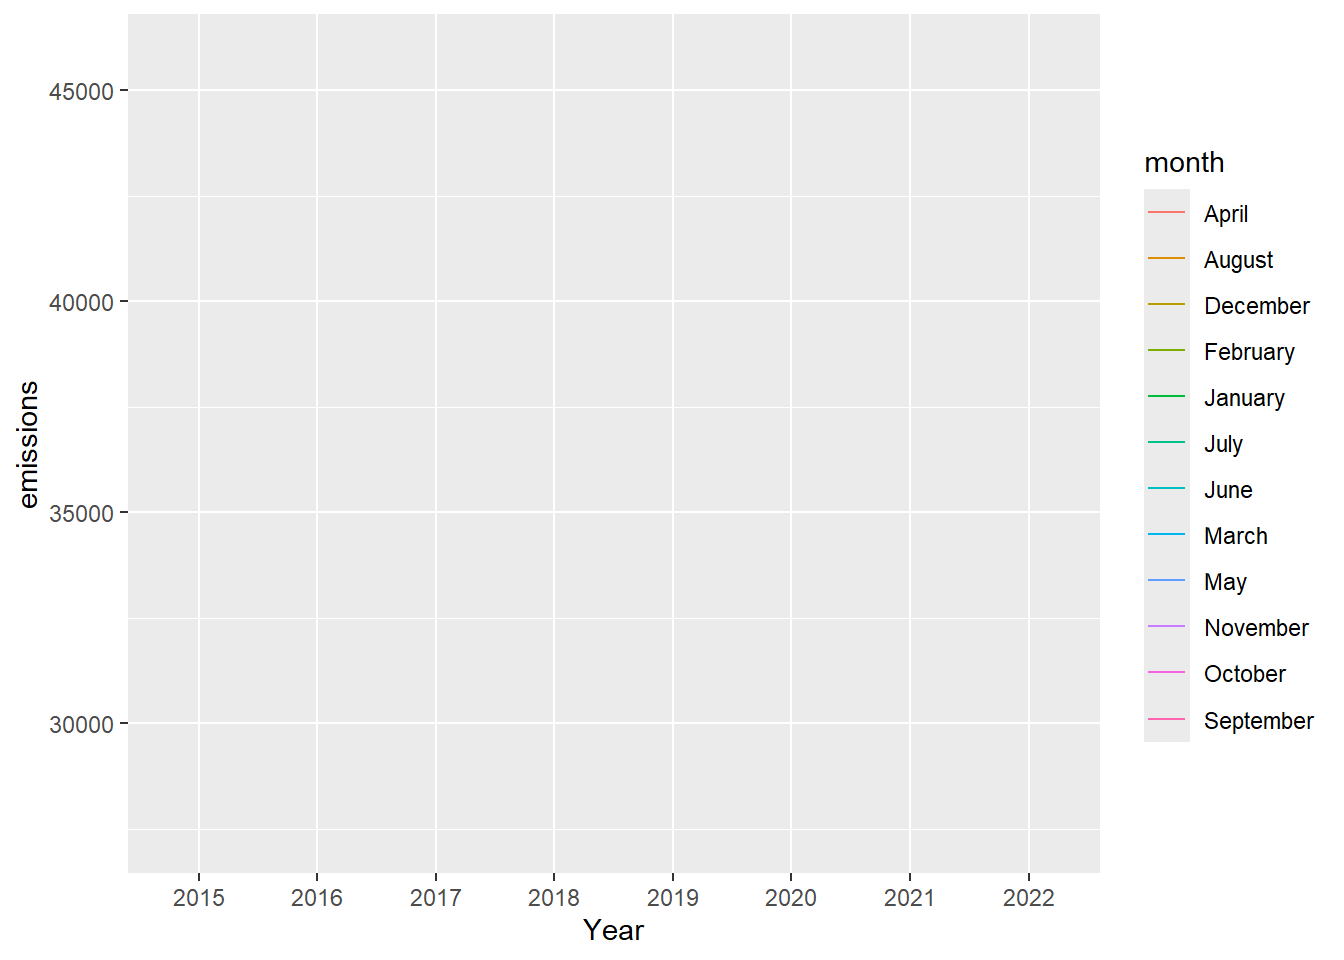 45000
40000
35000
30000
emissions
2015 2016 2017 2018 2019 2020 2021 2022
Year
month
April
August
December
February
January
July
June
March
May
November
October
September